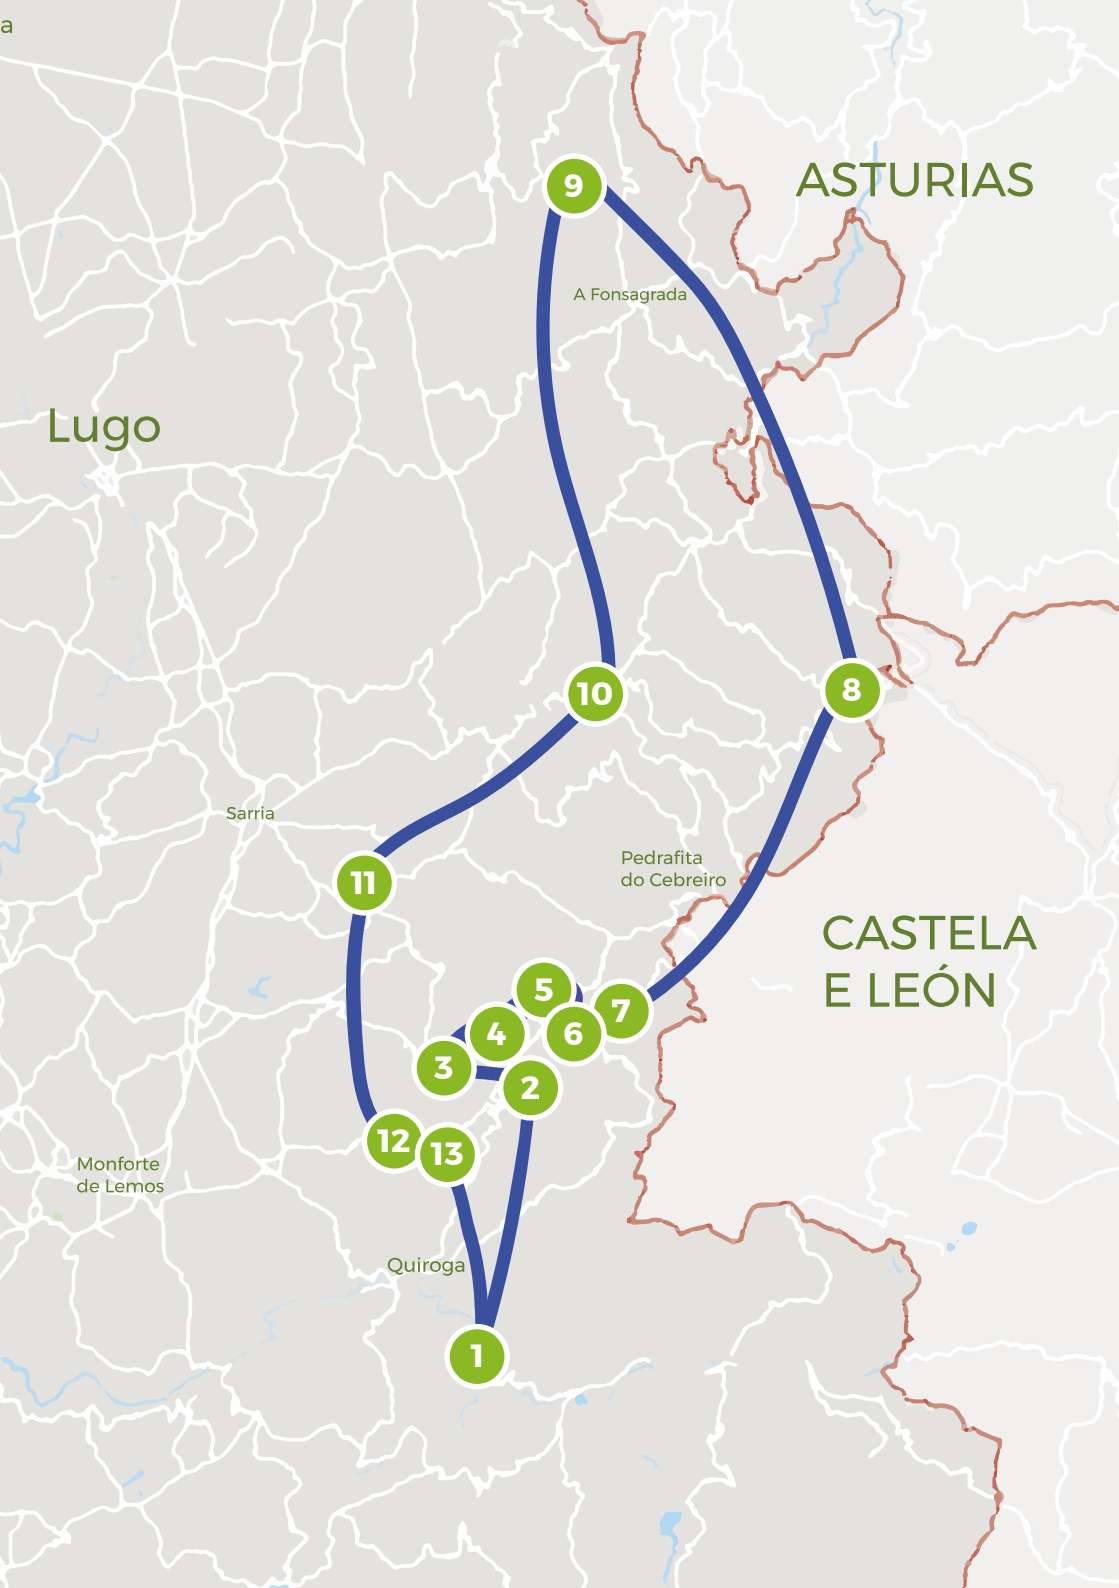 a
ASTURIAS
9
A Fonsagrada
Lugo
10
8
Sarria
Pedrafita
do Cebreiro
11
CASTELA
E LEÓN
5
7
4
6
3
2
12
13
Monforte
de Lemos
Quiroga
1